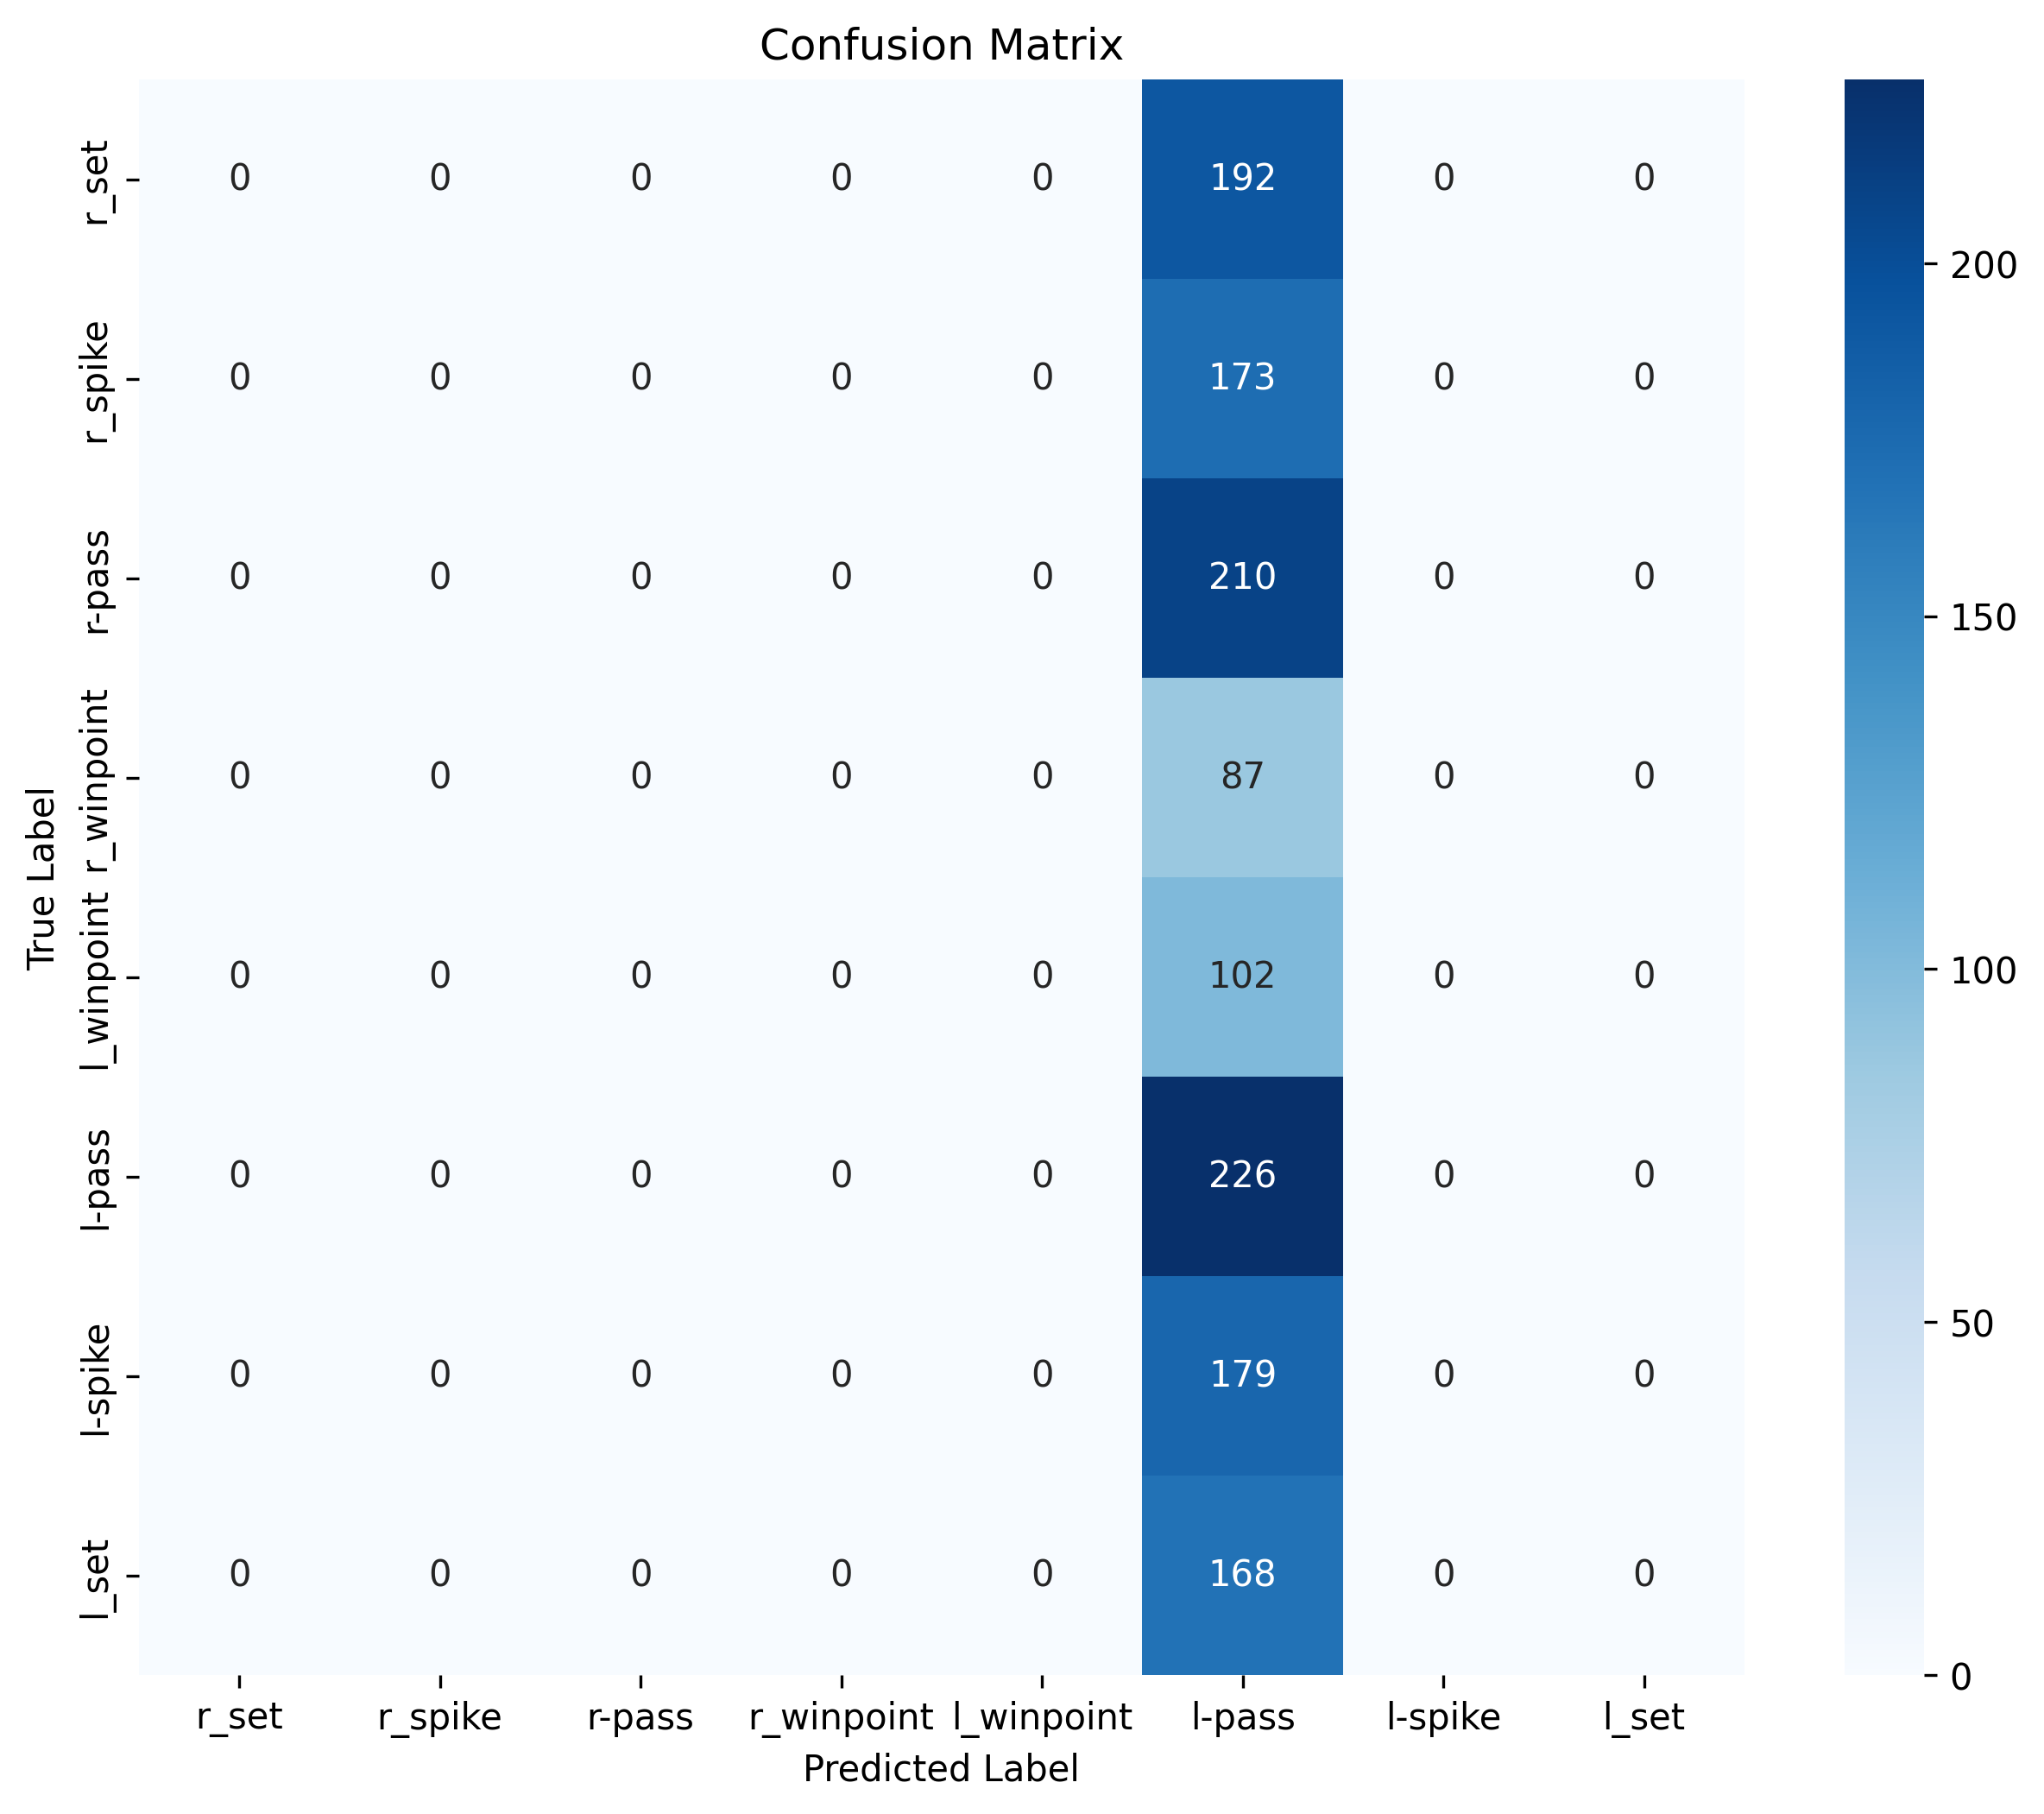 Confusion Matrix
True Label
r_set 0 0 0 0 0 192 0 0
r_spike 0 0 0 0 0 173 0 0
r-pass 0 0 0 0 0 210 0 0
r_winpoint 0 0 0 0 0 87 0 0
l_winpoint 0 0 0 0 0 102 0 0
l-pass 0 0 0 0 0 226 0 0
l-spike 0 0 0 0 0 179 0 0
l_set 0 0 0 0 0 168 0 0
r_set r_spike r-pass r_winpoint l_winpoint l-pass l-spike l_set
Predicted Label
200
150
100
50
0